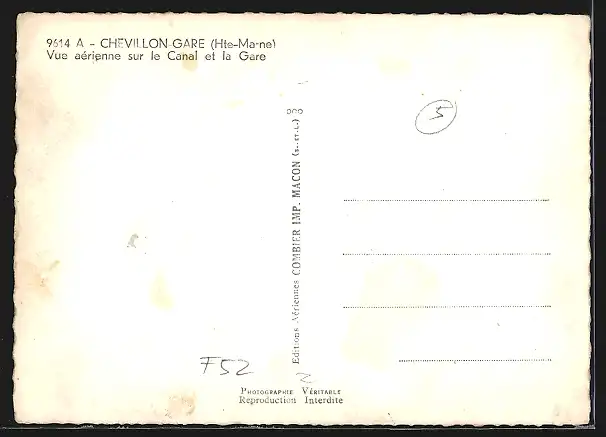 9614 A - CHEVILLON-GARE (Hte-Marne)
Vue aérienne sur le Canal et la Gare
5
Editions Aériennes COMBIER IMP. MACON (S.-ET-L.)
F52
2
PHOTOGRAPHIE VÉRITABLE
Reproduction Interdite